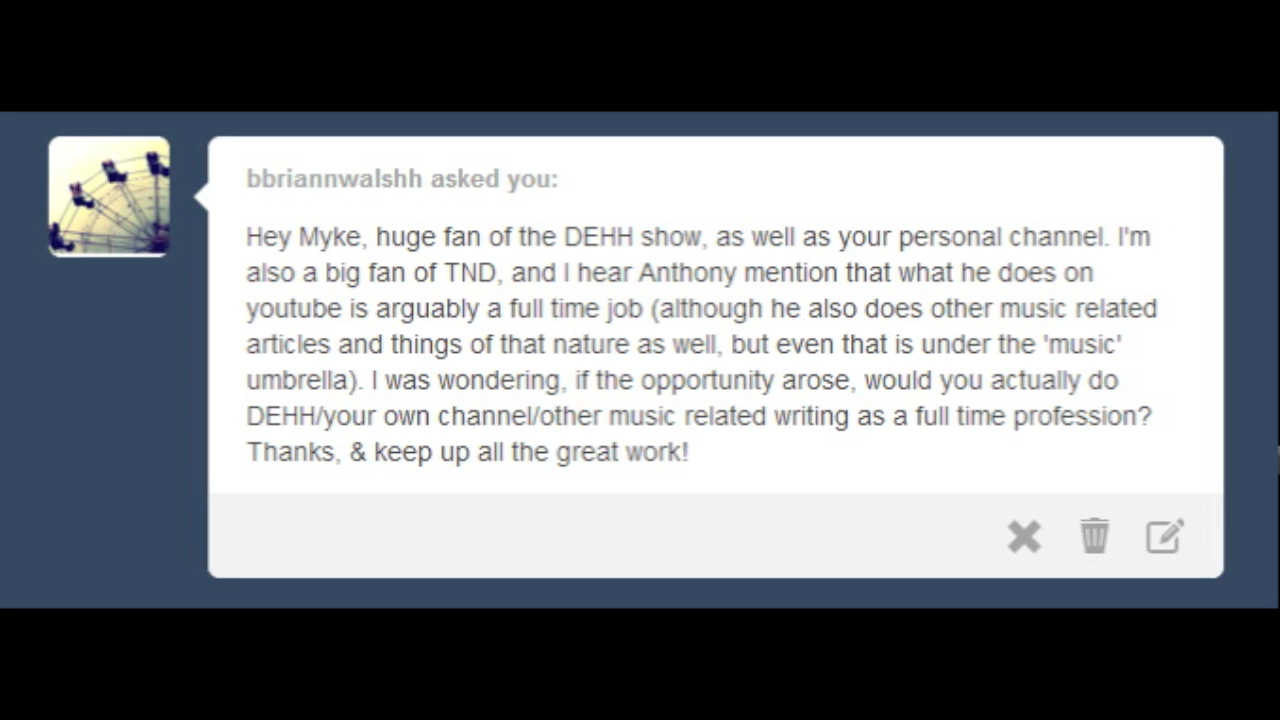 bbriannwalshh asked you:
Hey Myke, huge fan of the DEHH show, as well as your personal channel. I'm
also a big fan of TND, and I hear Anthony mention that what he does on
youtube is arguably a full time job (although he also does other music related
articles and things of that nature as well, but even that is under the 'music'
umbrella). I was wondering, if the opportunity arose, would you actually do
DEHH/your own channel/other music related writing as a full time profession?
Thanks, & keep up all the great work!